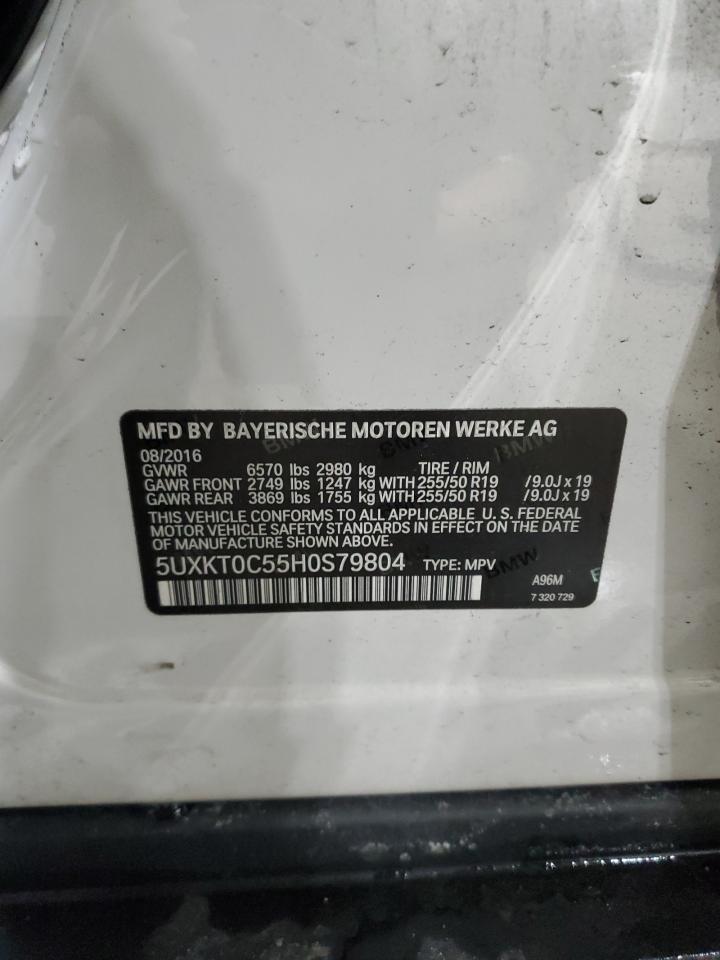 MFD BY BAYERISCHE MOTOREN WERKE AG
08/2016
GVWR 6570 lbs 2980 kg TIRE / RIM
GAWR FRONT 2749 lbs 1247 kg WITH 255/50 R19 / 9.0J x 19
GAWR REAR 3869 lbs 1755 kg WITH 255/50 R19 / 9.0J x 19
THIS VEHICLE CONFORMS TO ALL APPLICABLE U. S. FEDERAL
MOTOR VEHICLE SAFETY STANDARDS IN EFFECT ON THE DATE
OF MANUFACTURE SHOWN ABOVE.
5UXKT0C55H0S79804 TYPE: MPV
A96M
7 320 729
BMW
BMW